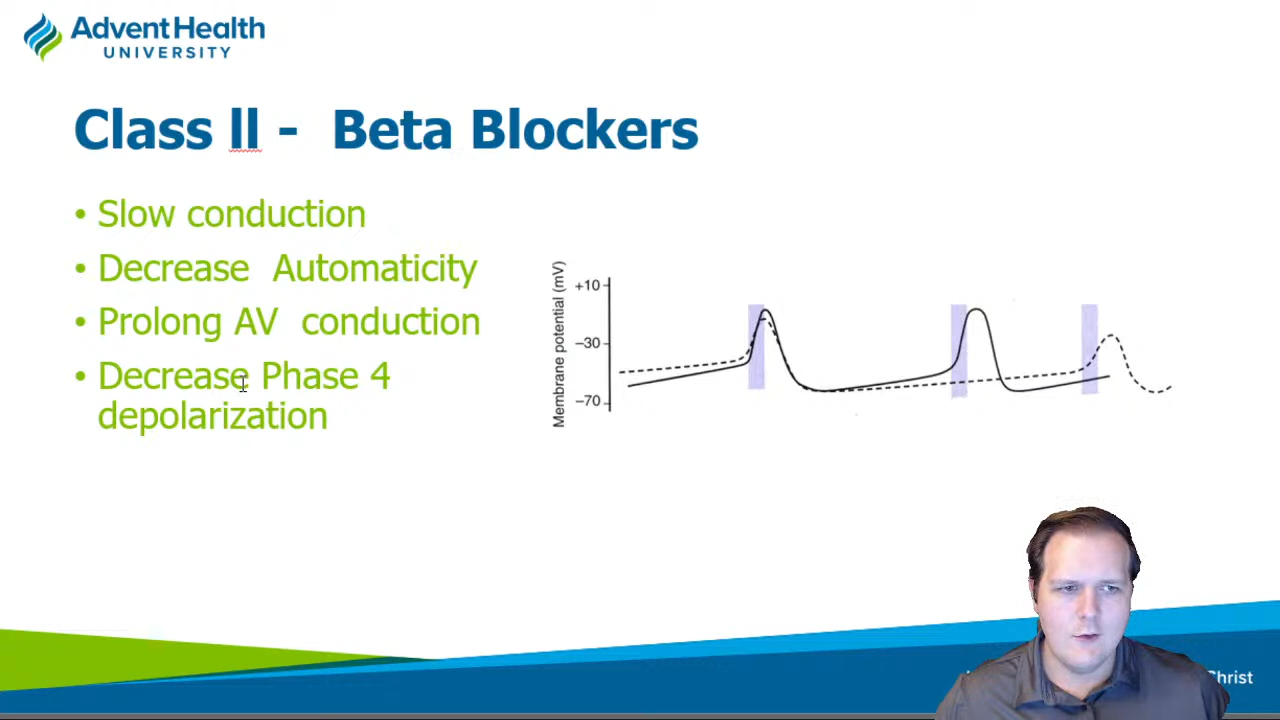 AdventHealth
UNIVERSITY
Class ll - Beta Blockers
• Slow conduction
• Decrease Automaticity
• Prolong AV conduction
• Decrease Phase 4
depolarization
Membrane potential (mV)
+10
–30
–70
Christ